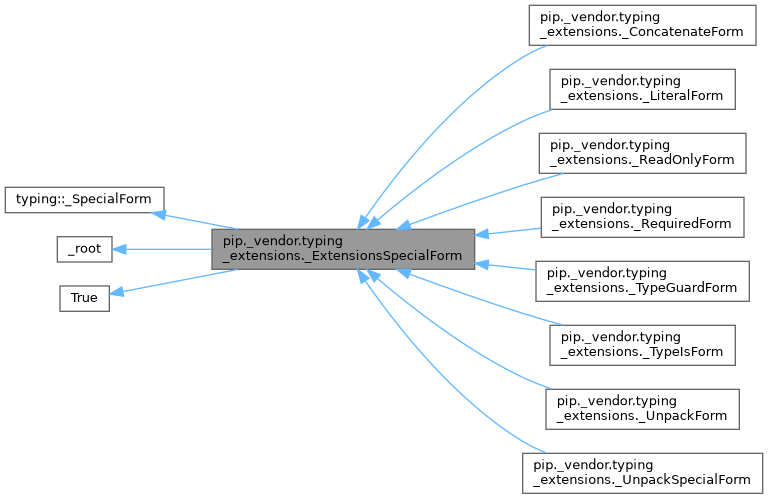 pip._vendor.typing
_extensions._ConcatenateForm
pip._vendor.typing
_extensions._LiteralForm
pip._vendor.typing
_extensions._ReadOnlyForm
typing::_SpecialForm
pip._vendor.typing
_extensions._RequiredForm
_root
pip._vendor.typing
_extensions._ExtensionsSpecialForm
pip._vendor.typing
_extensions._TypeGuardForm
True
pip._vendor.typing
_extensions._TypeIsForm
pip._vendor.typing
_extensions._UnpackForm
pip._vendor.typing
_extensions._UnpackSpecialForm